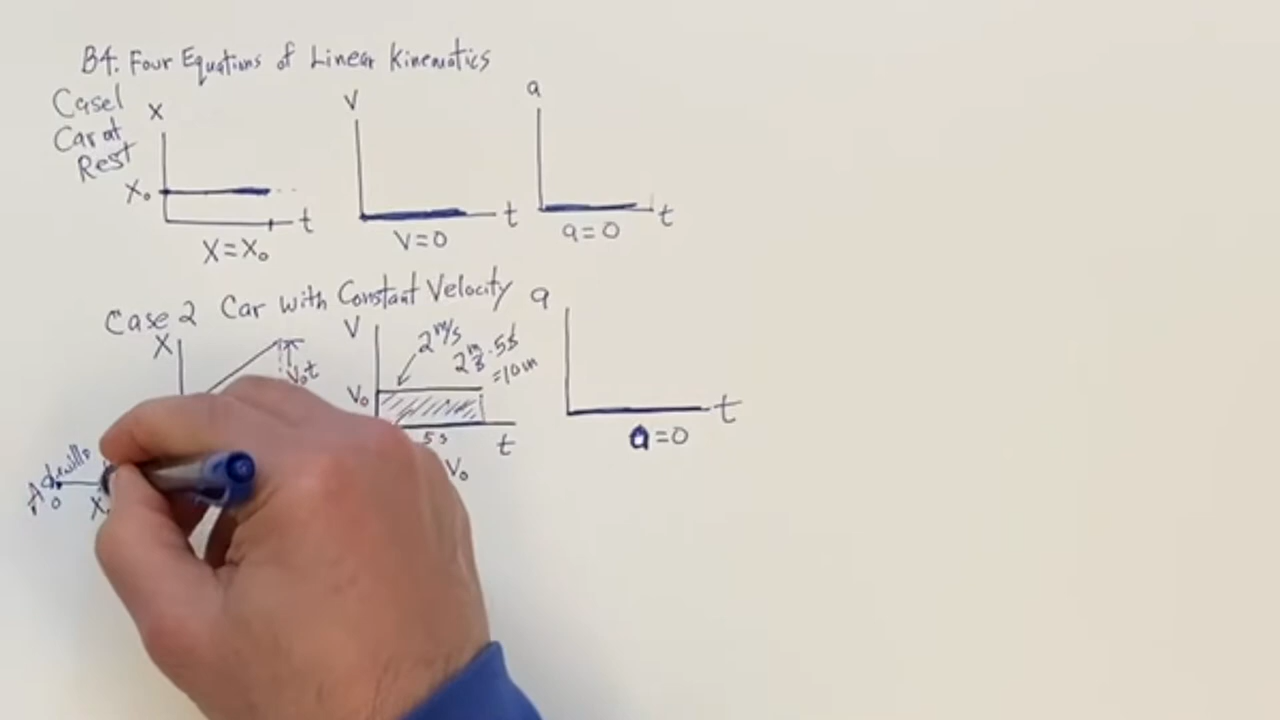 B4. Four Equations of Linear Kinematics
Case 1
Car at
Rest
x
v
a
x₀
t
t
t
x = x₀
v = 0
a = 0
Case 2 Car with Constant Velocity
x
v
a
v₀t
v₀
2 m/s
2 m/s · 5s
= 10m
5s
t
t
a = 0
v₀
0
x